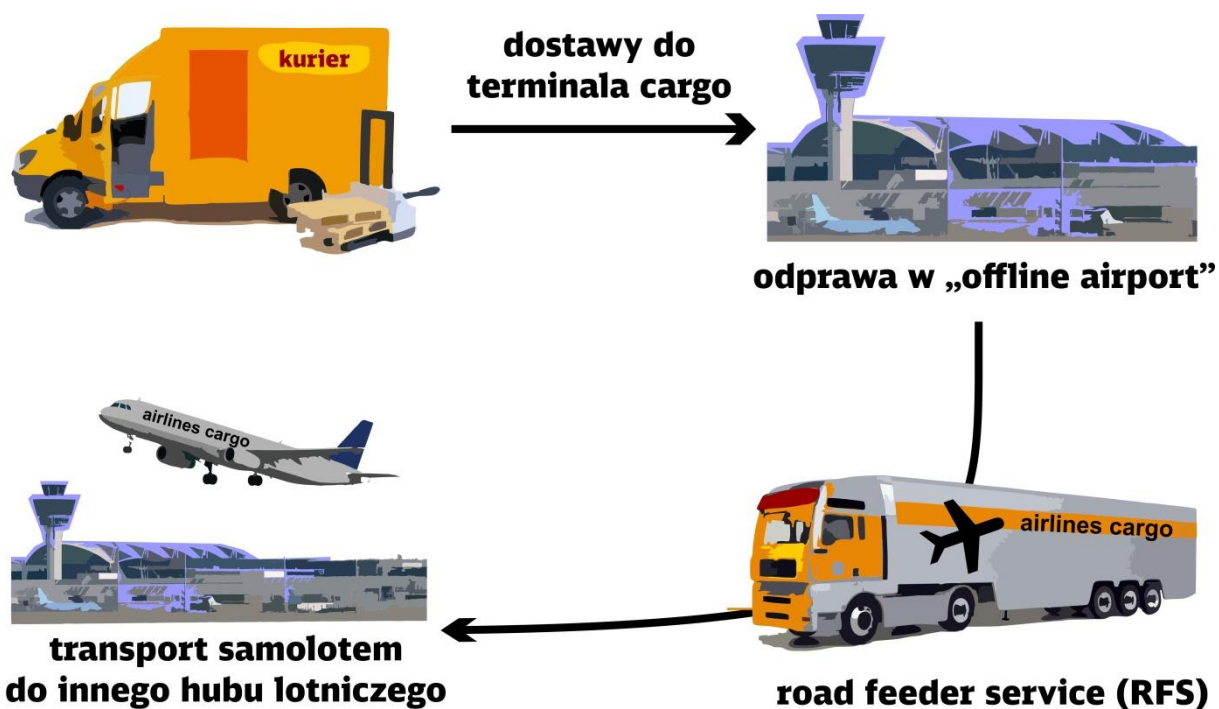 kurier
dostawy do
terminala cargo
odprawa w „offline airport”
airlines cargo
airlines cargo
road feeder service (RFS)
transport samolotem
do innego hubu lotniczego